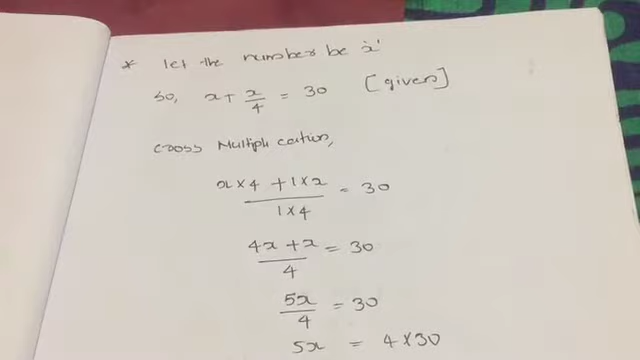 * let the number be 'x'
so, x + x/4 = 30 [given]
cross Multiplication,
x×4 + 1×x / 1×4 = 30
4x + x / 4 = 30
5x/4 = 30
5x = 4×30